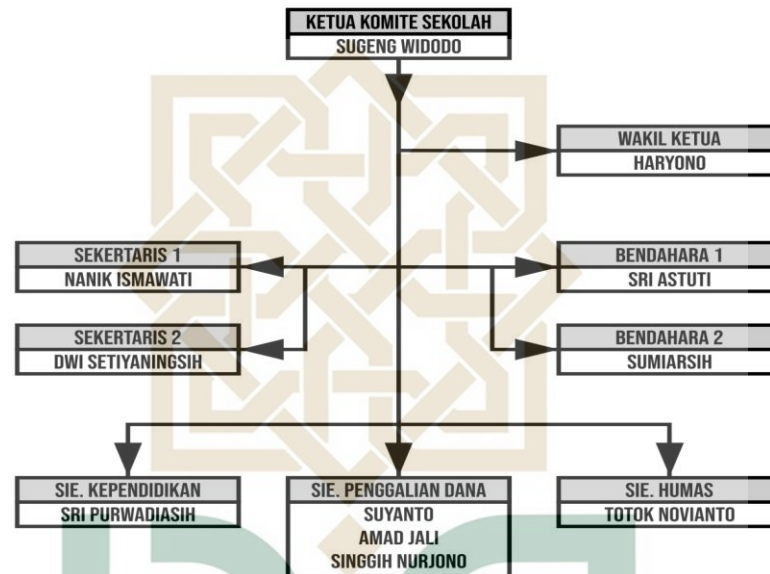 KETUA KOMITE SEKOLAH
SUGENG WIDODO
WAKIL KETUA
HARYONO
SEKERTARIS 1
NANIK ISMAWATI
BENDAHARA 1
SRI ASTUTI
SEKERTARIS 2
DWI SETIYANINGSIH
BENDAHARA 2
SUMIARSIH
SIE. KEPENDIDIKAN
SRI PURWADIASIH
SIE. PENGGALIAN DANA
SUYANTO
AMAD JALI
SINGGIH NURJONO
SIE. HUMAS
TOTOK NOVIANTO